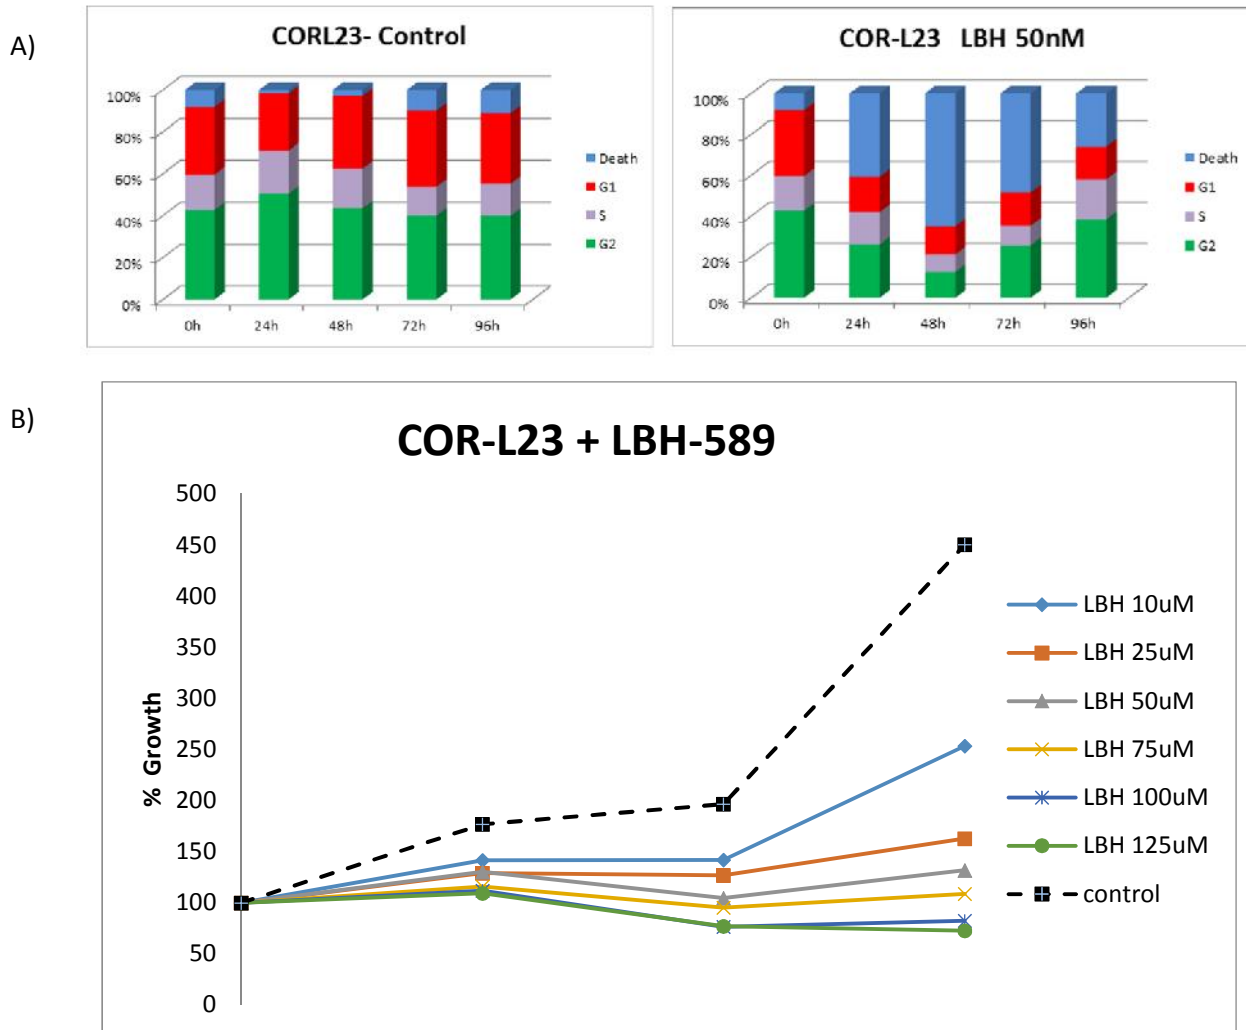 A)
CORL23- Control
100%
80%
60%
40%
20%
0%
0h 24h 48h 72h 96h
Death
G1
S
G2
COR-L23 LBH 50nM
100%
80%
60%
40%
20%
0%
0h 24h 48h 72h 96h
Death
G1
S
G2
B)
COR-L23 + LBH-589
% Growth
500
450
400
350
300
250
200
150
100
50
0
LBH 10uM
LBH 25uM
LBH 50uM
LBH 75uM
LBH 100uM
LBH 125uM
control